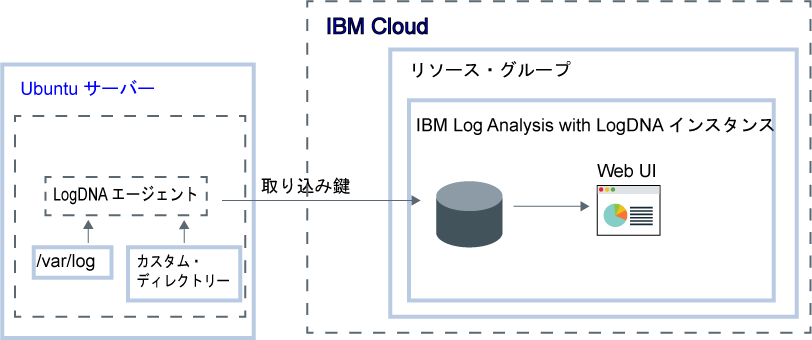 IBM Cloud
リソース・グループ
Ubuntu サーバー
IBM Log Analysis with LogDNA インスタンス
Web UI
LogDNA エージェント
取り込み鍵
/var/log
カスタム・
ディレクトリー